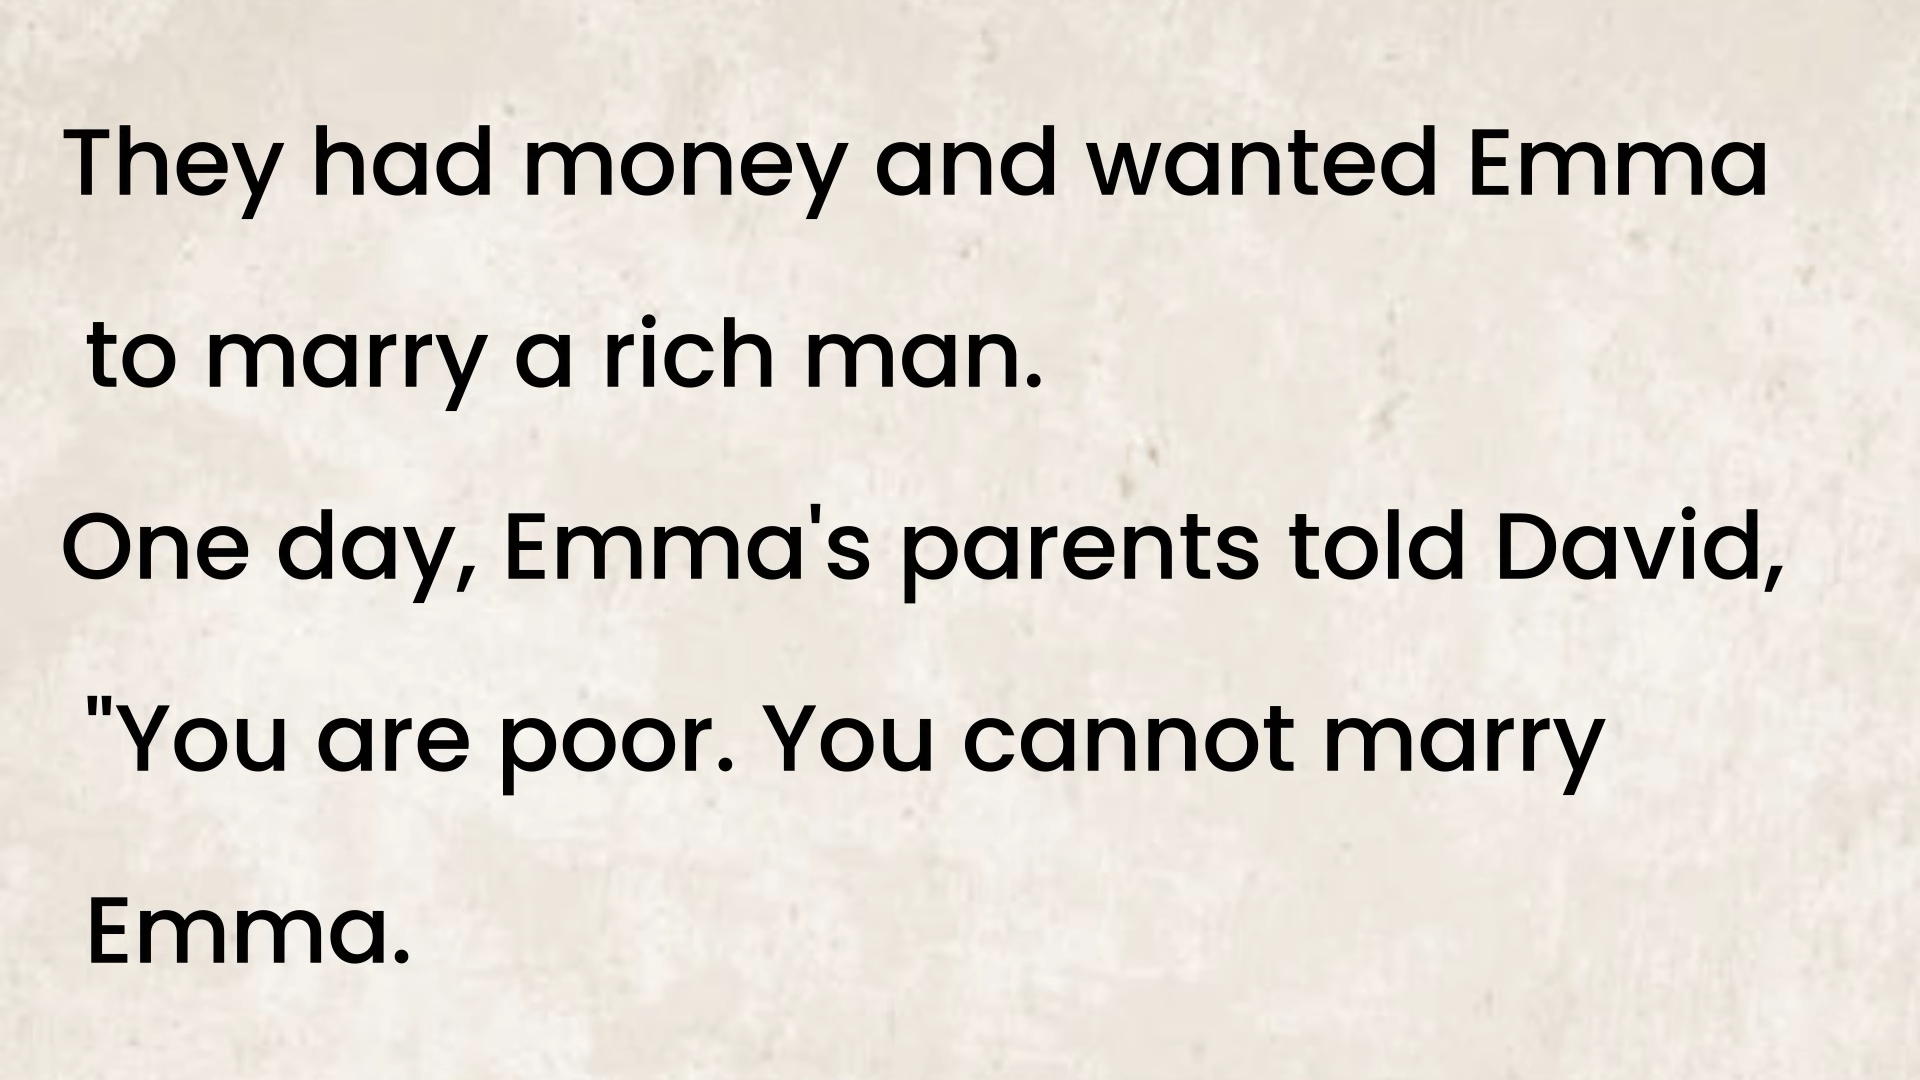 They had money and wanted Emma
to marry a rich man.
One day, Emma's parents told David,
"You are poor. You cannot marry
Emma.